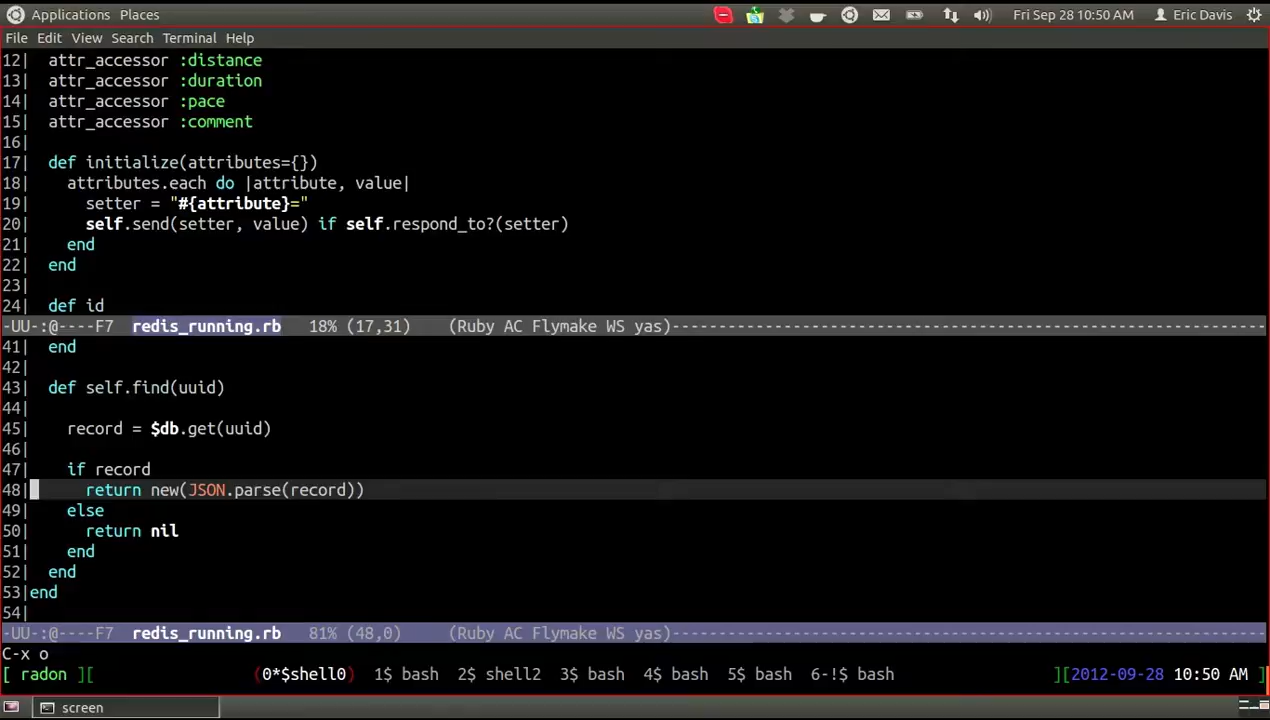 Applications Places Fri Sep 28 10:50 AM Eric Davis
File Edit View Search Terminal Help
12|  attr_accessor :distance
13|  attr_accessor :duration
14|  attr_accessor :pace
15|  attr_accessor :comment
16|
17|  def initialize(attributes={})
18|    attributes.each do |attribute, value|
19|      setter = "#{attribute}="
20|      self.send(setter, value) if self.respond_to?(setter)
21|    end
22|  end
23|
24|  def id
-UU-:@----F7  redis_running.rb   18% (17,31)    (Ruby AC Flymake WS yas)----------------------------------------------------------------
41|  end
42|
43|  def self.find(uuid)
44|
45|    record = $db.get(uuid)
46|
47|    if record
48|      return new(JSON.parse(record))
49|    else
50|      return nil
51|    end
52|  end
53|end
54|
-UU-:@----F7  redis_running.rb   81% (48,0)     (Ruby AC Flymake WS yas)----------------------------------------------------------------
C-x o
[ radon ][ (0*$shell0)  1$ bash  2$ shell2  3$ bash  4$ bash  5$ bash  6-!$ bash ][2012-09-28 10:50 AM ]
screen